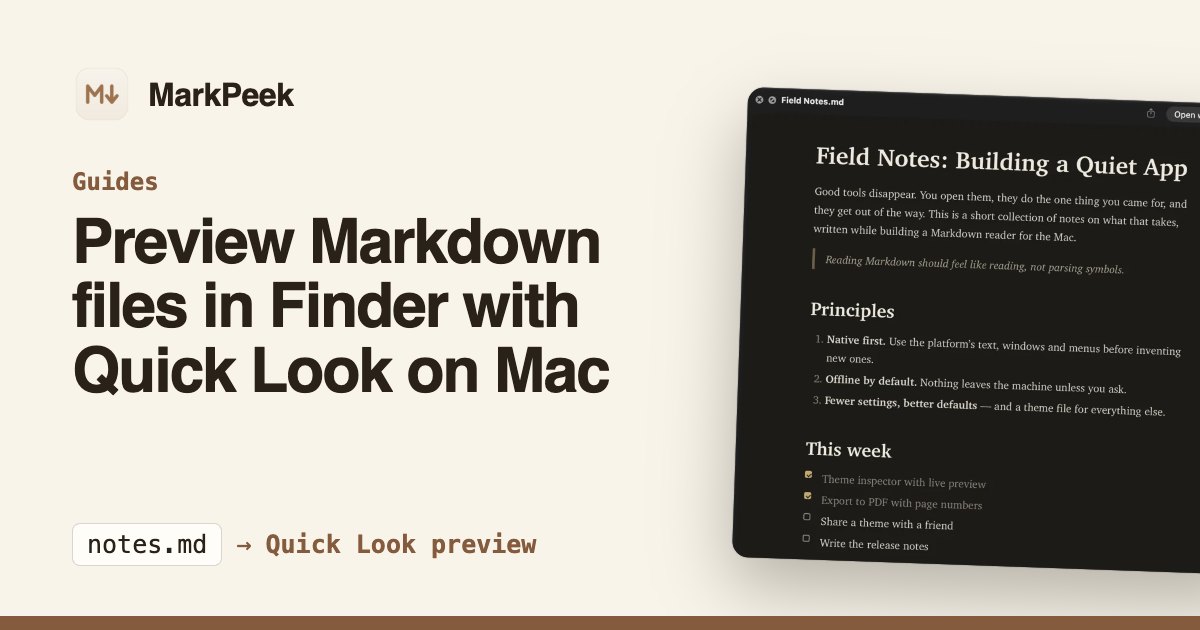 M↓ MarkPeek
Guides
Preview Markdown
files in Finder with
Quick Look on Mac
notes.md → Quick Look preview
Field Notes.md
Open
Field Notes: Building a Quiet App
Good tools disappear. You open them, they do the one thing you came for, and
they get out of the way. This is a short collection of notes on what that takes,
written while building a Markdown reader for the Mac.
Reading Markdown should feel like reading, not parsing symbols.
Principles
1. Native first. Use the platform's text, windows and menus before inventing
new ones.
2. Offline by default. Nothing leaves the machine unless you ask.
3. Fewer settings, better defaults — and a theme file for everything else.
This week
Theme inspector with live preview
Export to PDF with page numbers
Share a theme with a friend
Write the release notes